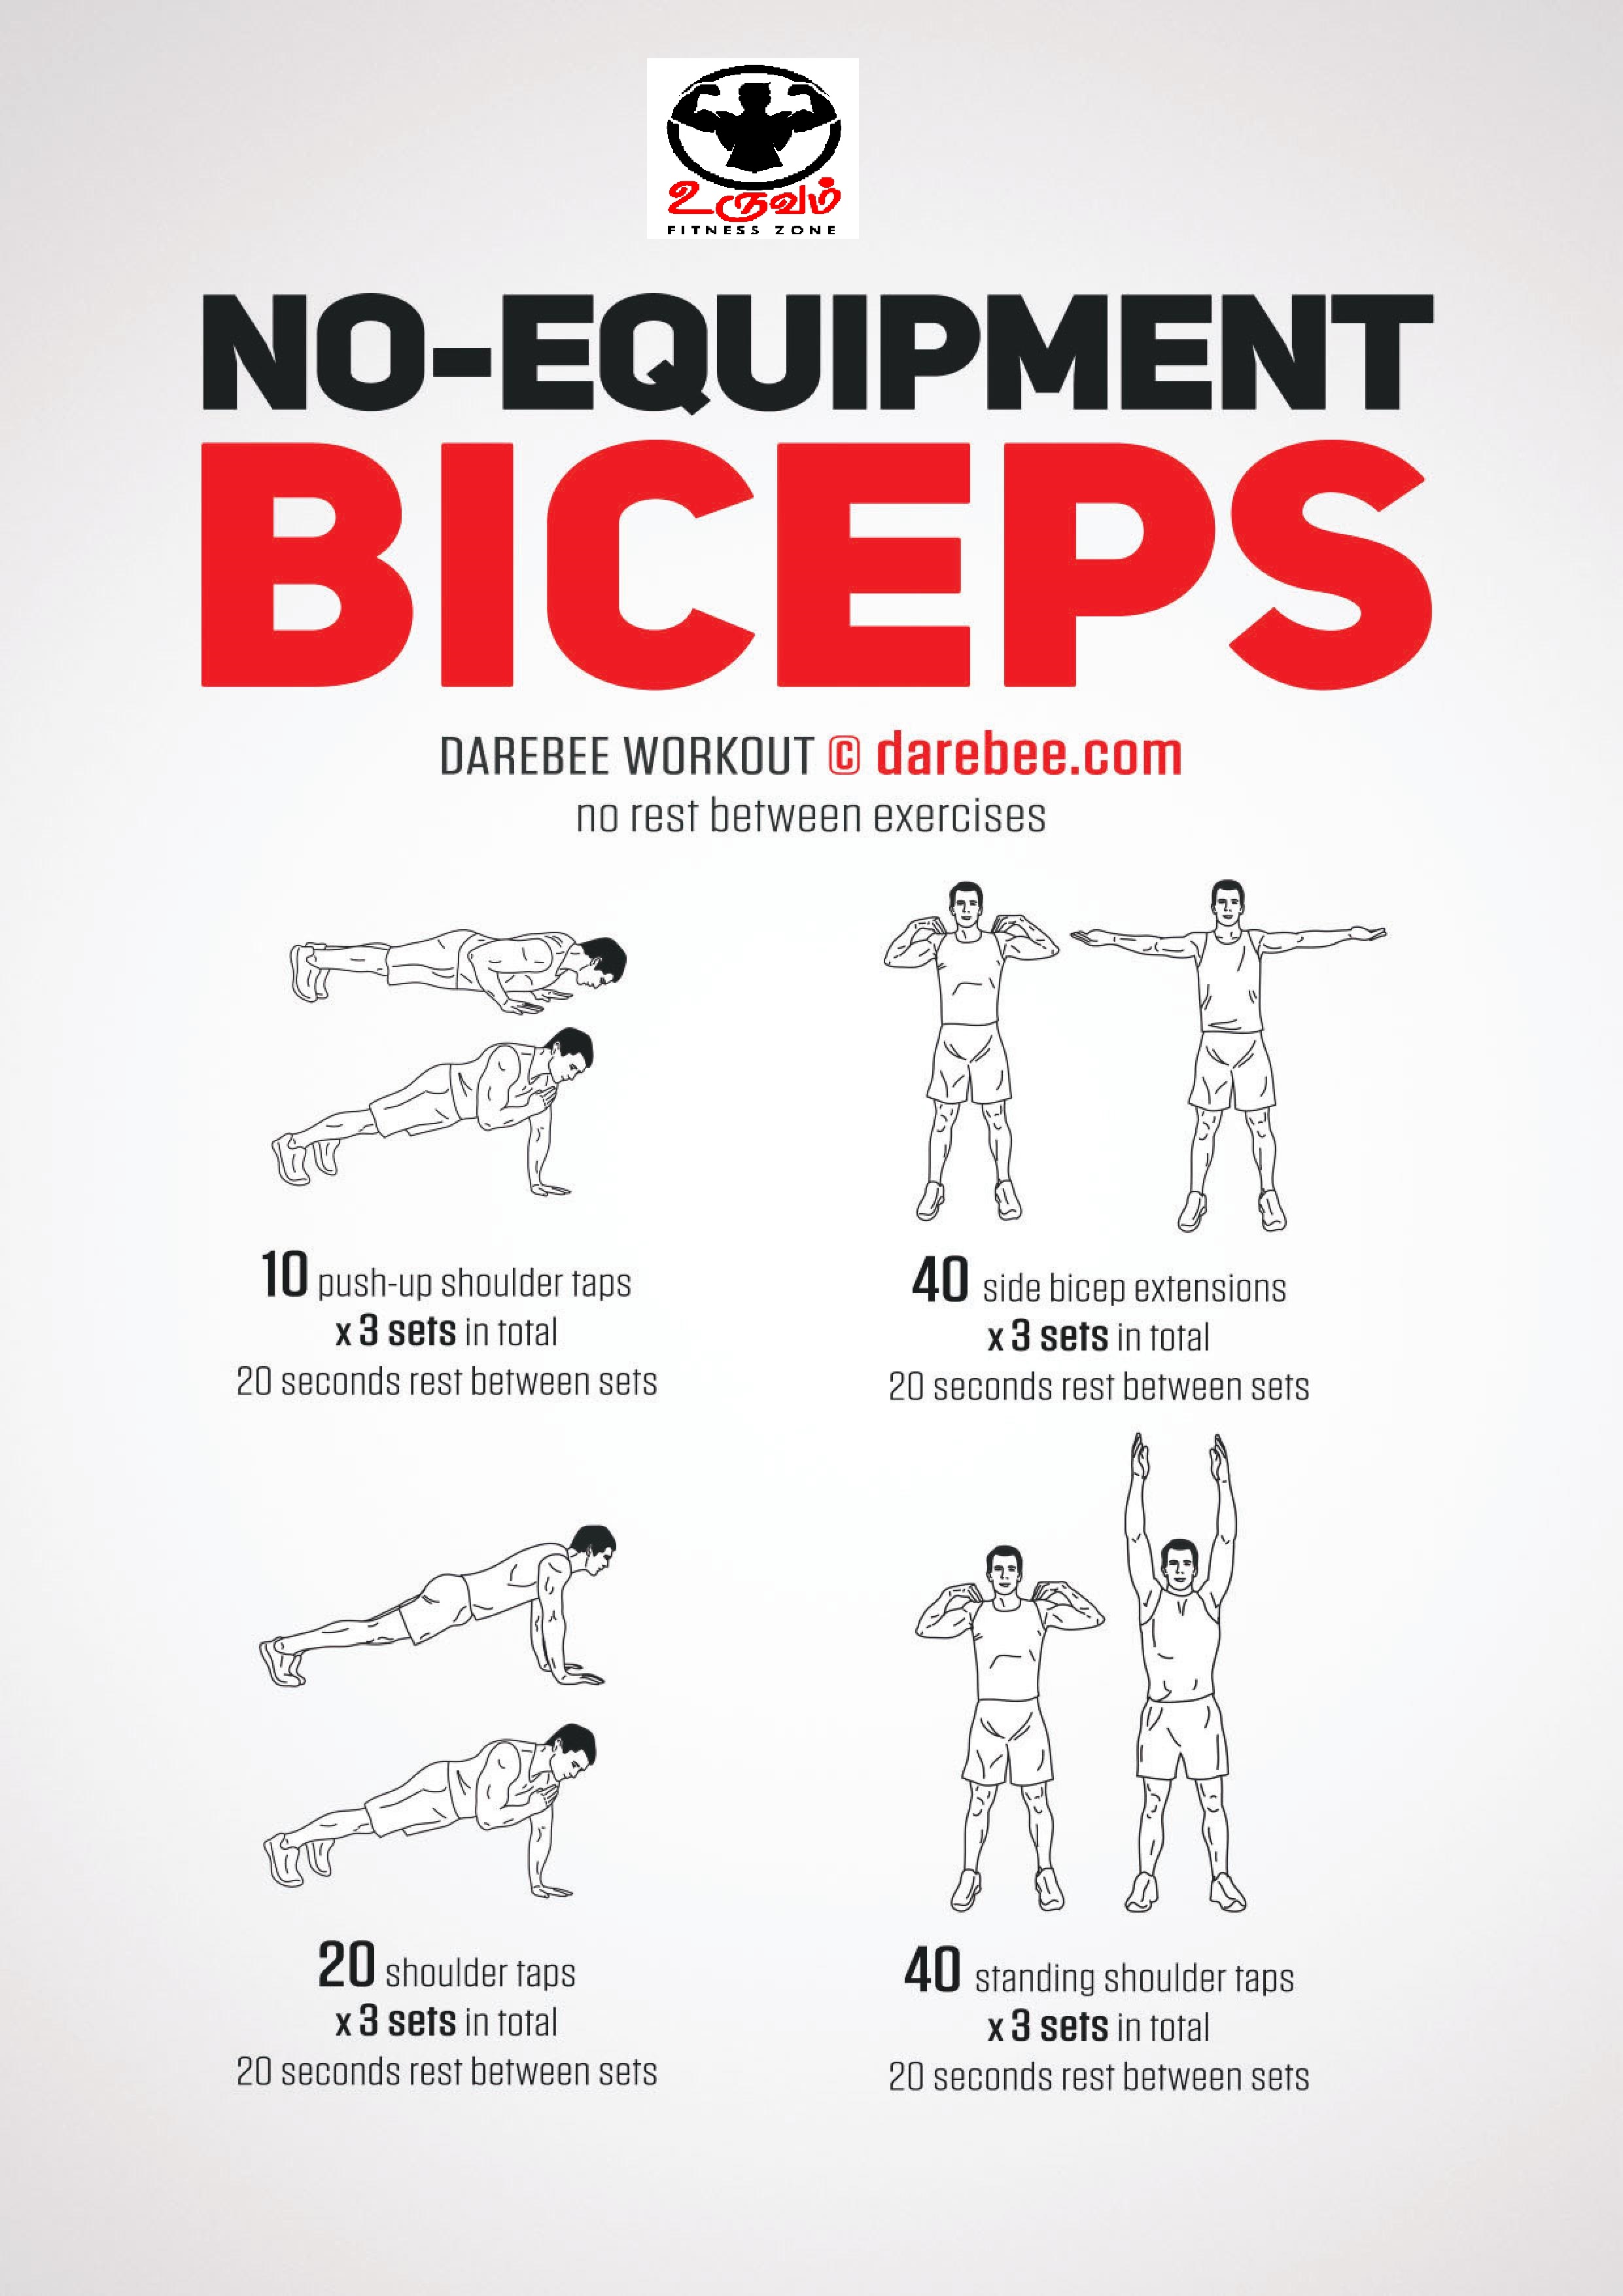 உருவம்
FITNESS ZONE
NO-EQUIPMENT
BICEPS
DAREBEE WORKOUT © darebee.com
no rest between exercises
10 push-up shoulder taps
x 3 sets in total
20 seconds rest between sets
40 side bicep extensions
x 3 sets in total
20 seconds rest between sets
20 shoulder taps
x 3 sets in total
20 seconds rest between sets
40 standing shoulder taps
x 3 sets in total
20 seconds rest between sets